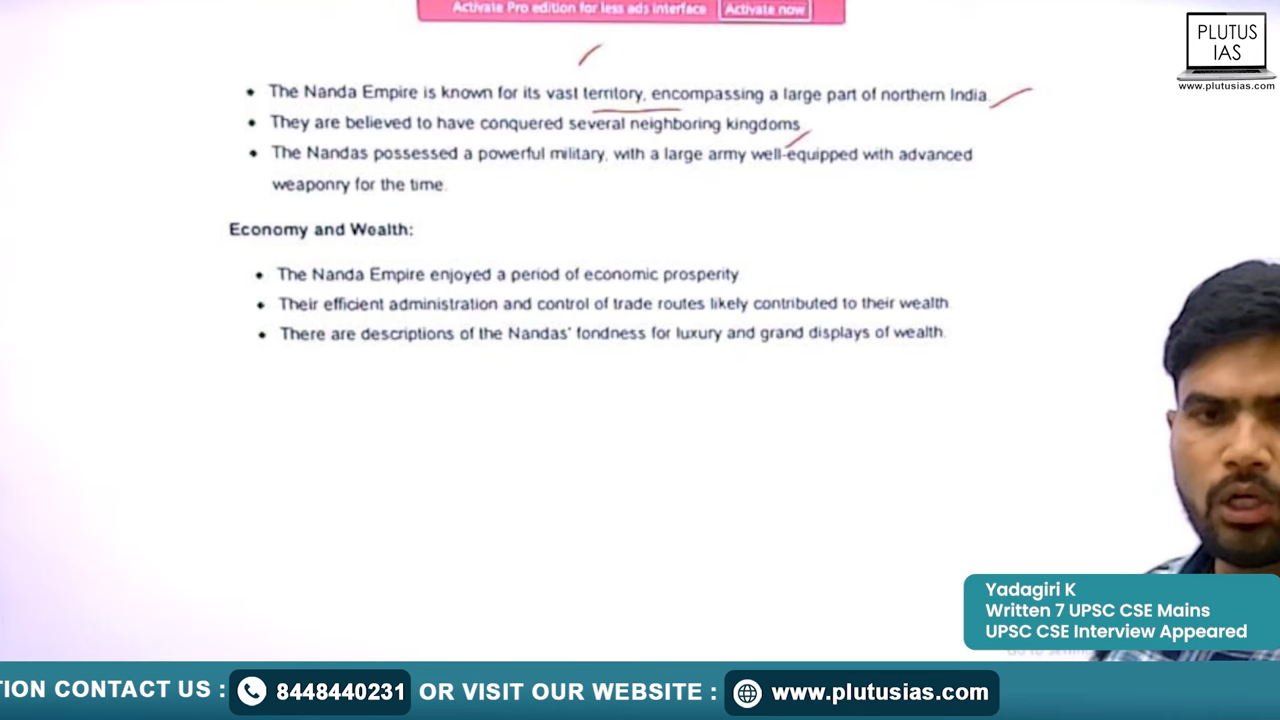 Activate Pro edition for less ads interface Activate now
PLUTUS
IAS
www.plutusias.com
• The Nanda Empire is known for its vast territory, encompassing a large part of northern India.
• They are believed to have conquered several neighboring kingdoms
• The Nandas possessed a powerful military, with a large army well-equipped with advanced
weaponry for the time.
Economy and Wealth:
• The Nanda Empire enjoyed a period of economic prosperity
• Their efficient administration and control of trade routes likely contributed to their wealth.
• There are descriptions of the Nandas' fondness for luxury and grand displays of wealth.
Yadagiri K
Written 7 UPSC CSE Mains
UPSC CSE Interview Appeared
TION CONTACT US : 8448440231 OR VISIT OUR WEBSITE : www.plutusias.com